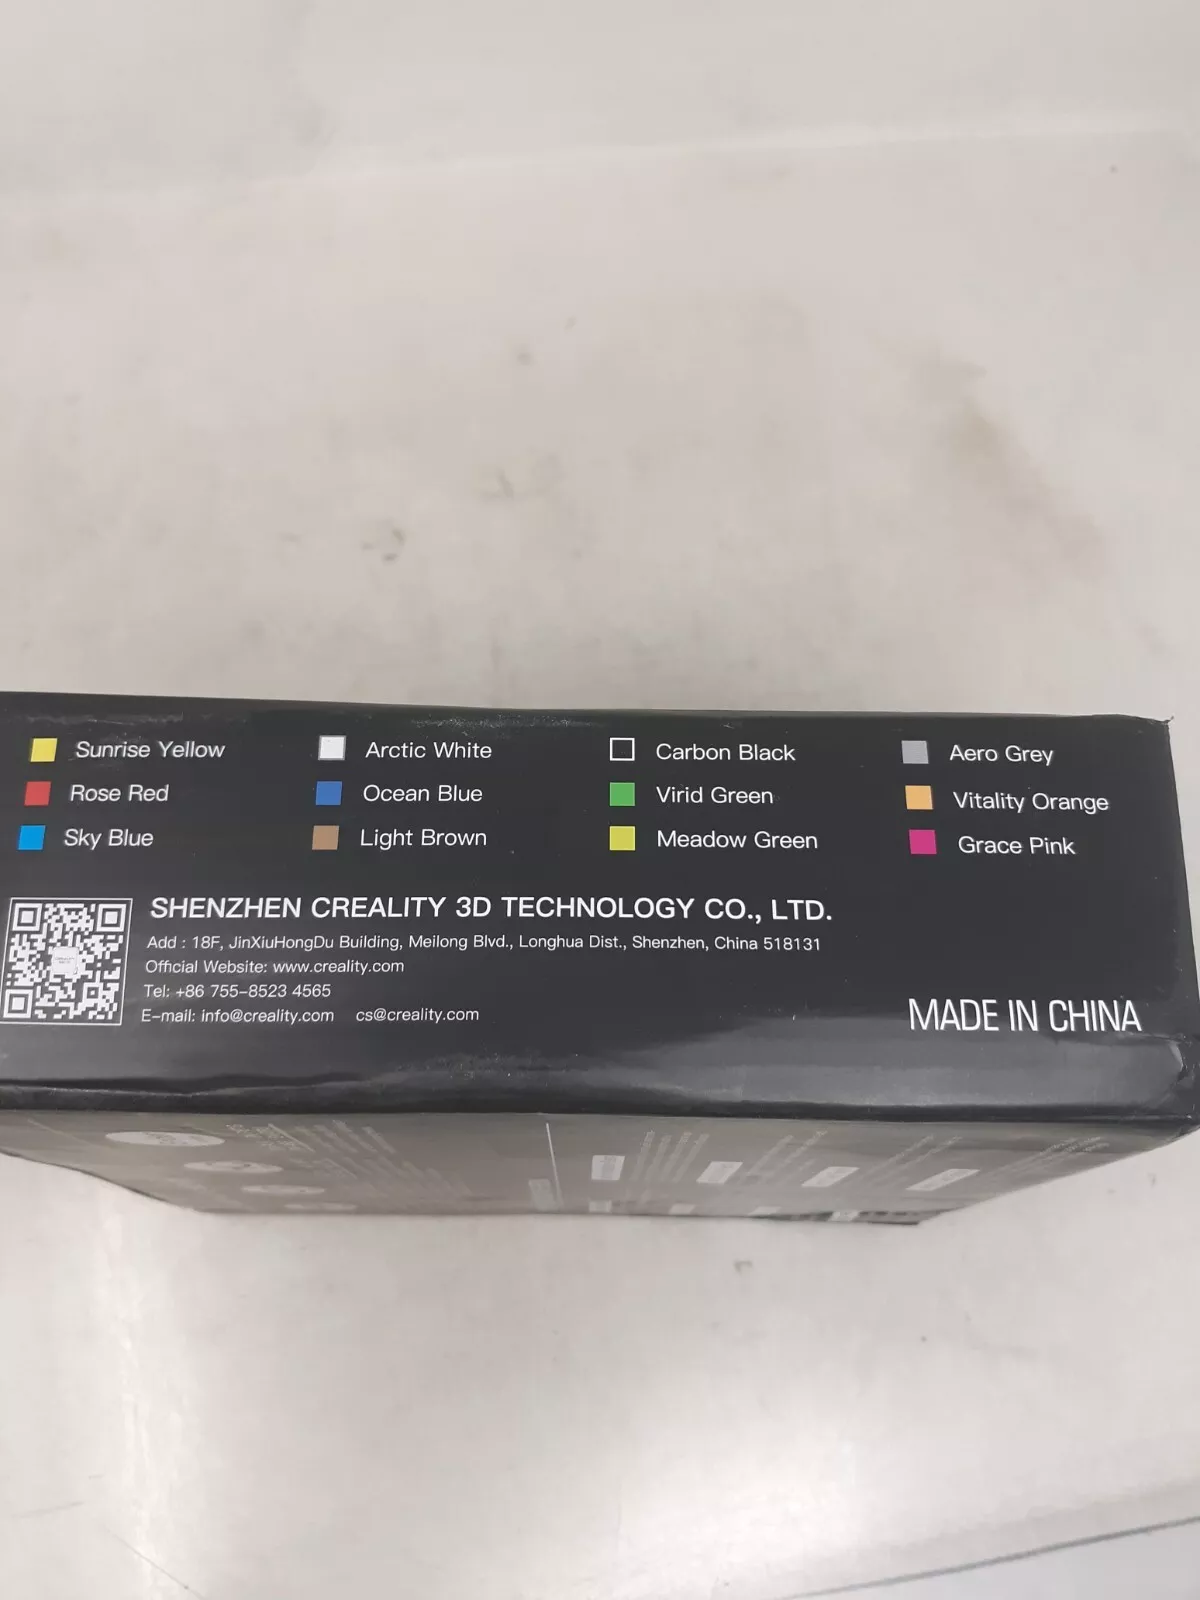 Sunrise Yellow Arctic White Carbon Black Aero Grey
Rose Red Ocean Blue Virid Green Vitality Orange
Sky Blue Light Brown Meadow Green Grace Pink
SHENZHEN CREALITY 3D TECHNOLOGY CO., LTD.
Add : 18F, JinXiuHongDu Building, Meilong Blvd., Longhua Dist., Shenzhen, China 518131
Official Website: www.creality.com
Tel: +86 755-8523 4565
E-mail: info@creality.com cs@creality.com
MADE IN CHINA